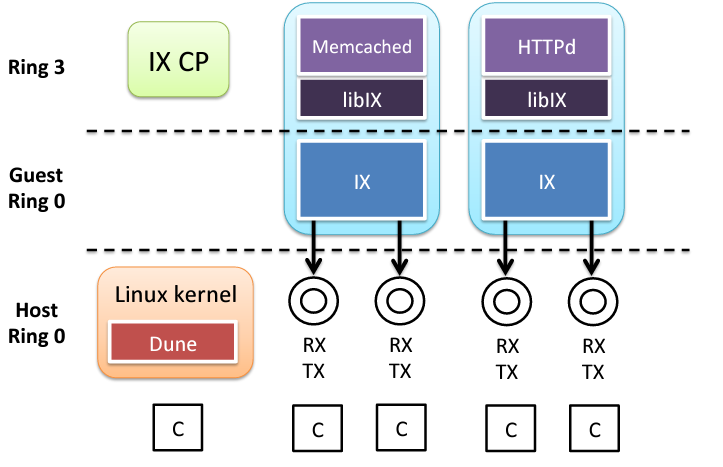 Ring 3
IX CP
Memcached
HTTPd
libIX
libIX
Guest
Ring 0
IX
IX
Host
Ring 0
Linux kernel
Dune
RX
TX
RX
TX
RX
TX
RX
TX
C
C
C
C
C